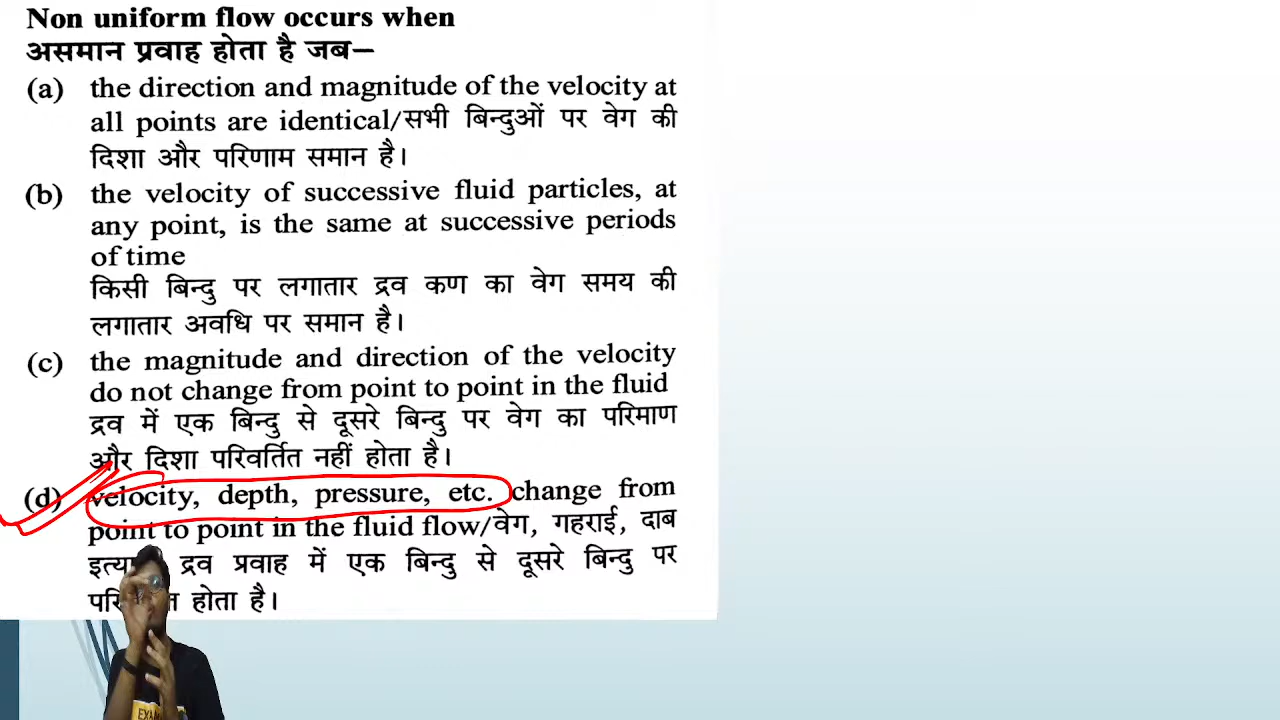 Non uniform flow occurs when
असमान प्रवाह होता है जब–
(a) the direction and magnitude of the velocity at
all points are identical/सभी बिन्दुओं पर वेग की
दिशा और परिणाम समान है।
(b) the velocity of successive fluid particles, at
any point, is the same at successive periods
of time
किसी बिन्दु पर लगातार द्रव कण का वेग समय की
लगातार अवधि पर समान है।
(c) the magnitude and direction of the velocity
do not change from point to point in the fluid
द्रव में एक बिन्दु से दूसरे बिन्दु पर वेग का परिमाण
और दिशा परिवर्तित नहीं होता है।
(d) velocity, depth, pressure, etc. change from
point to point in the fluid flow/वेग, गहराई, दाब
द्रव प्रवाह में एक बिन्दु से दूसरे बिन्दु पर
होता है।